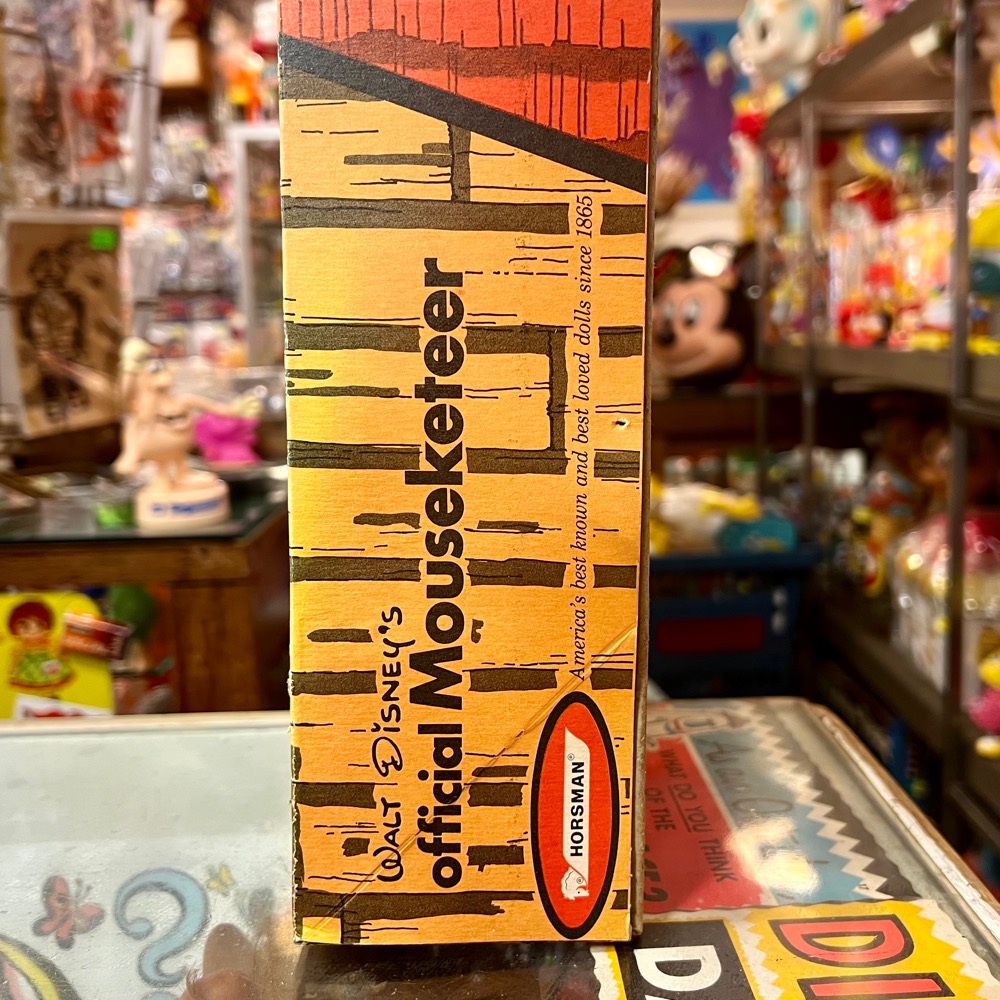 WALT DISNEY'S
official Mouseketeer
America's best known and best loved dolls since 1865
HORSMAN®
WHAT DO YOU THINK
OF THE